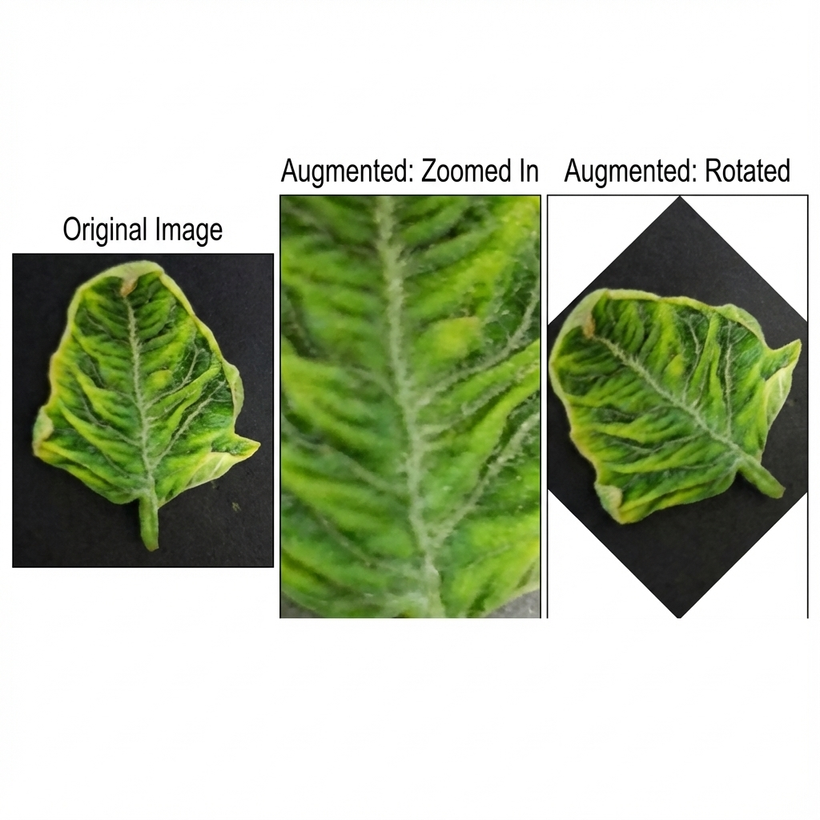 Original Image
Augmented: Zoomed In
Augmented: Rotated